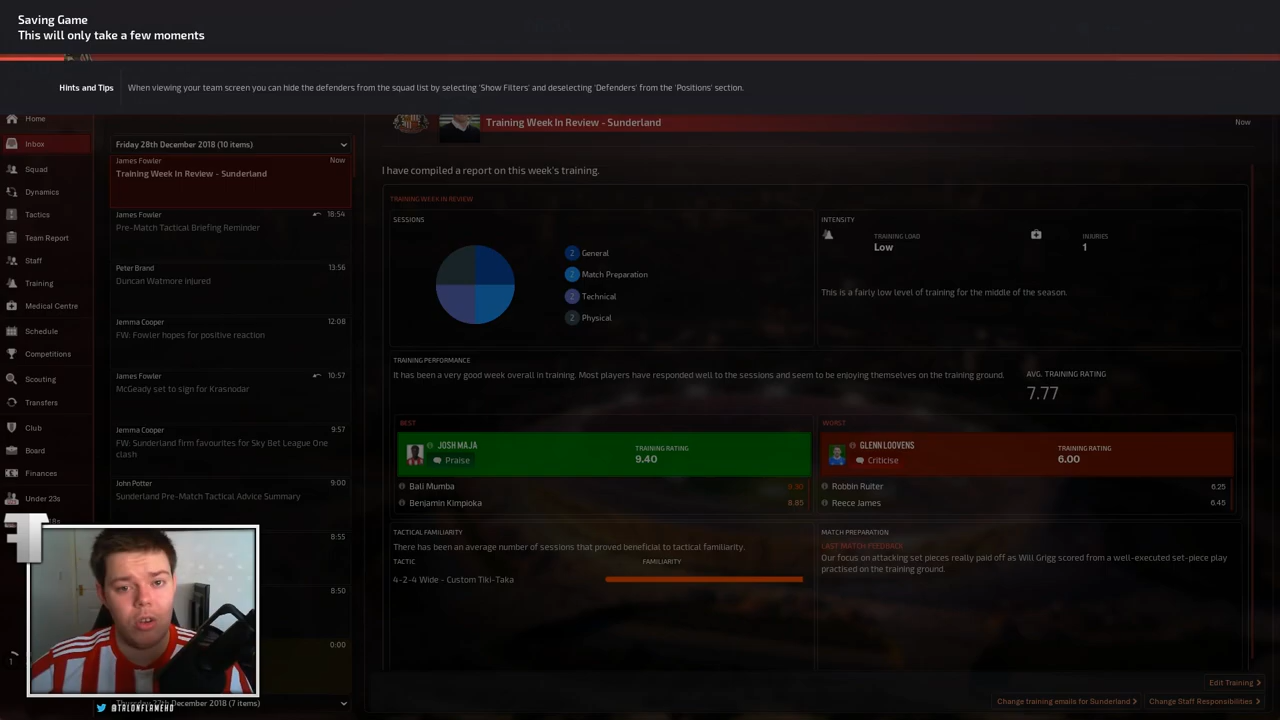 Saving Game
This will only take a few moments
Hints and Tips
When viewing your team screen you can hide the defenders from the squad list by selecting 'Show Filters' and deselecting 'Defenders' from the 'Positions' section.
Home
Inbox
Squad
Dynamics
Tactics
Team Report
Staff
Training
Medical Centre
Schedule
Competitions
Scouting
Transfers
Club
Board
Finances
Under 23s
1
Friday 28th December 2018 (10 items)
James Fowler Now
Training Week In Review - Sunderland
James Fowler 18:54
Pre-Match Tactical Briefing Reminder
Peter Brand 13:56
Duncan Watmore injured
Jemma Cooper 12:08
FW: Fowler hopes for positive reaction
James Fowler 10:57
McGeady set to sign for Krasnodar
Jemma Cooper 9:57
FW: Sunderland firm favourites for Sky Bet League One
clash
John Potter 9:00
Sunderland Pre-Match Tactical Advice Summary
8:55
8:50
0:00
Thursday 27th December 2018 (7 items)
@TALONFLAMEHD
Training Week In Review - Sunderland Now
I have compiled a report on this week's training.
TRAINING WEEK IN REVIEW
SESSIONS
2 General
2 Match Preparation
2 Technical
2 Physical
INTENSITY
TRAINING LOAD
Low
INJURIES
1
This is a fairly low level of training for the middle of the season.
TRAINING PERFORMANCE
It has been a very good week overall in training. Most players have responded well to the sessions and seem to be enjoying themselves on the training ground.
AVG. TRAINING RATING
7.77
BEST
JOSH MAJA
Praise
TRAINING RATING
9.40
Bali Mumba 9.30
Benjamin Kimpioka 8.85
WORST
GLENN LOOVENS
Criticise
TRAINING RATING
6.00
Robbin Ruiter 6.25
Reece James 6.45
TACTICAL FAMILIARITY
There has been an average number of sessions that proved beneficial to tactical familiarity.
TACTIC FAMILIARITY
4-2-4 Wide - Custom Tiki-Taka
MATCH PREPARATION
LAST MATCH FEEDBACK
Our focus on attacking set pieces really paid off as Will Grigg scored from a well-executed set-piece play
practised on the training ground.
Edit Training
Change training emails for Sunderland
Change Staff Responsibilities